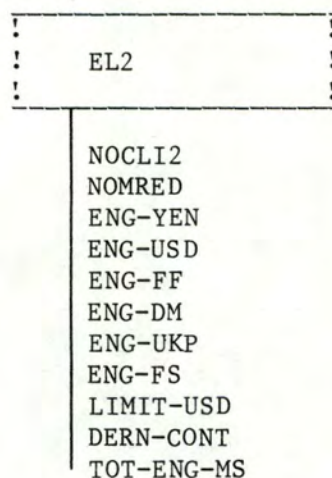 EL2
NOCLI2
NOMRED
ENG-YEN
ENG-USD
ENG-FF
ENG-DM
ENG-UKP
ENG-FS
LIMIT-USD
DERN-CONT
TOT-ENG-MS